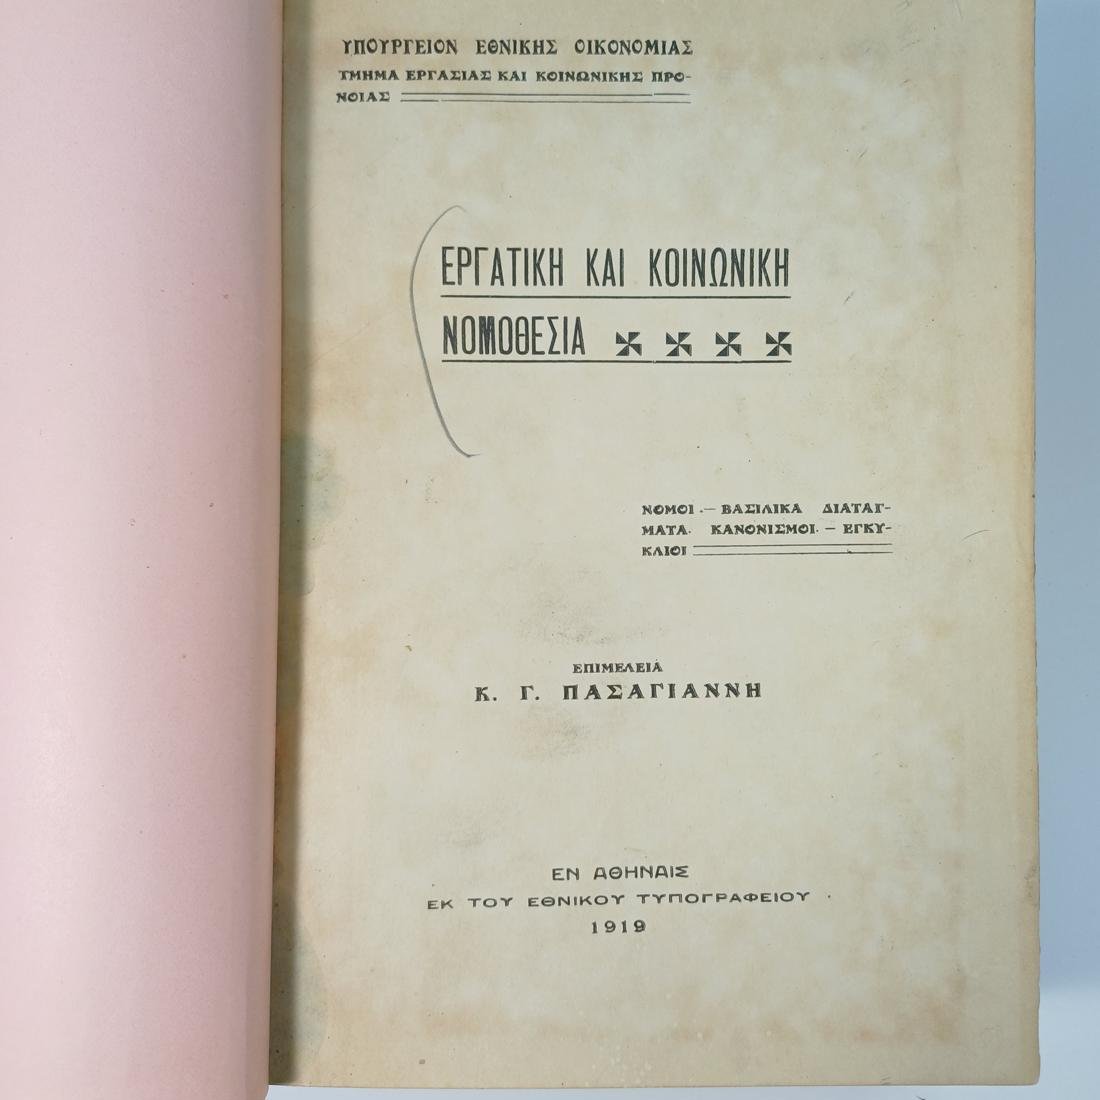 ΥΠΟΥΡΓΕΙΟΝ ΕΘΝΙΚΗΣ ΟΙΚΟΝΟΜΙΑΣ
ΤΜΗΜΑ ΕΡΓΑΣΙΑΣ ΚΑΙ ΚΟΙΝΩΝΙΚΗΣ ΠΡΟ-
ΝΟΙΑΣ
ΕΡΓΑΤΙΚΗ ΚΑΙ ΚΟΙΝΩΝΙΚΗ
ΝΟΜΟΘΕΣΙΑ
ΝΟΜΟΙ.— ΒΑΣΙΛΙΚΑ ΔΙΑΤΑΓ-
ΜΑΤΑ. ΚΑΝΟΝΙΣΜΟΙ.— ΕΓΚΥ-
ΚΛΙΟΙ
ΕΠΙΜΕΛΕΙΑ
Κ. Γ. ΠΑΣΑΓΙΑΝΝΗ
ΕΝ ΑΘΗΝΑΙΣ
ΕΚ ΤΟΥ ΕΘΝΙΚΟΥ ΤΥΠΟΓΡΑΦΕΙΟΥ
1919